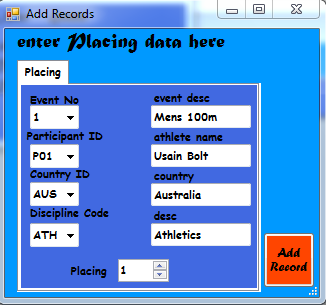 Add Records
enter Placing data here
Placing
Event No event desc
1 Mens 100m
Participant ID athlete name
P01 Usain Bolt
Country ID country
AUS Australia
Discipline Code desc
ATH Athletics
Placing 1
Add
Record